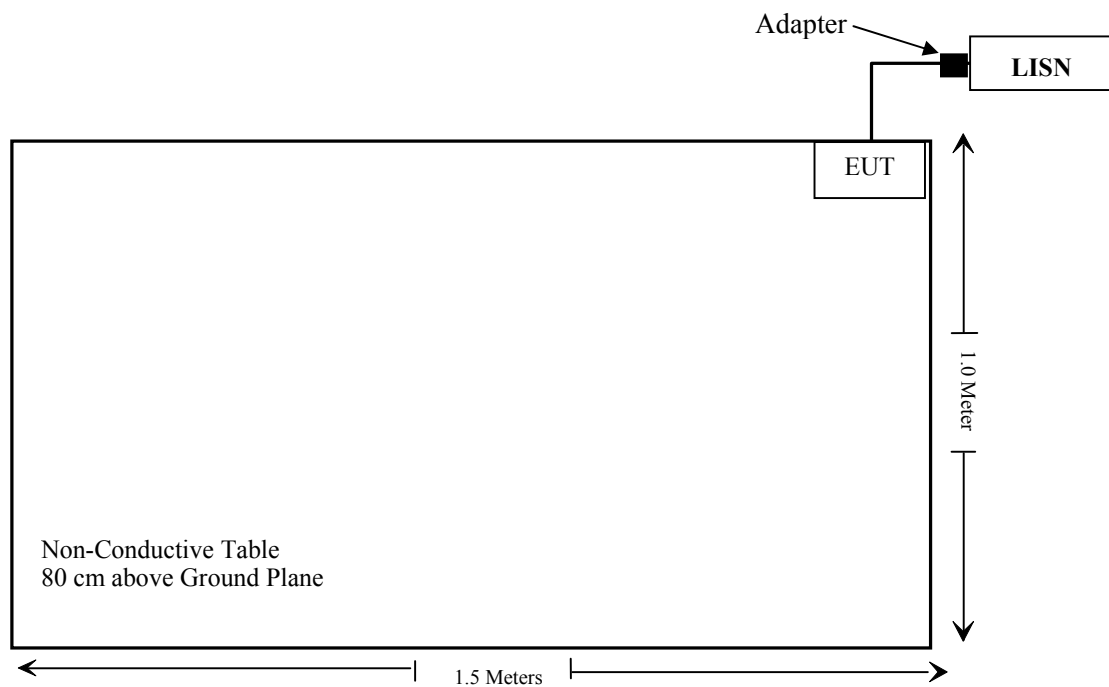 Adapter
LISN
EUT
1.0 Meter
Non-Conductive Table
80 cm above Ground Plane
1.5 Meters